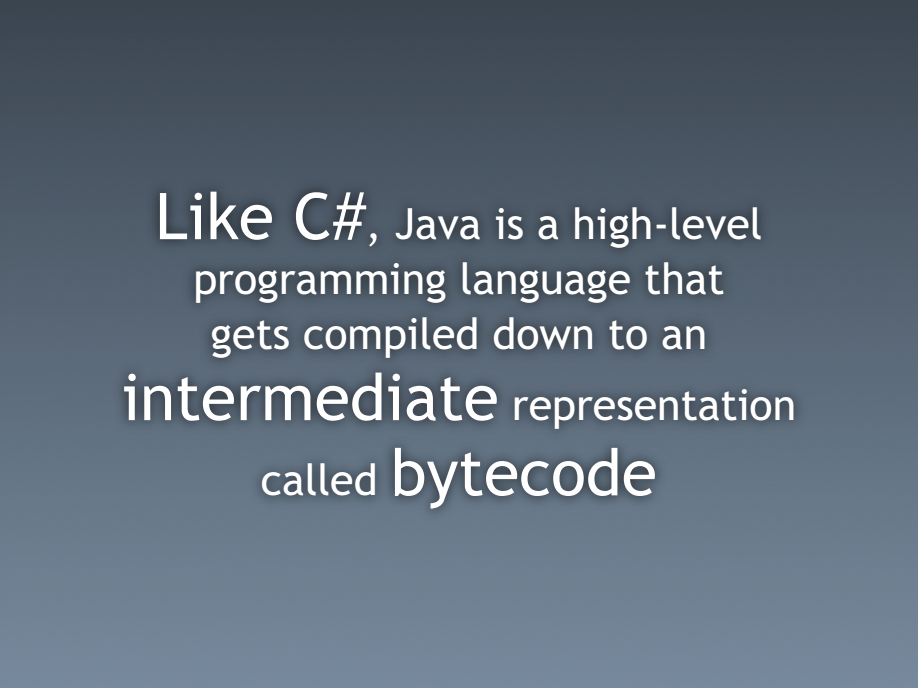 Like C#, Java is a high-level
programming language that
gets compiled down to an
intermediate representation
called bytecode